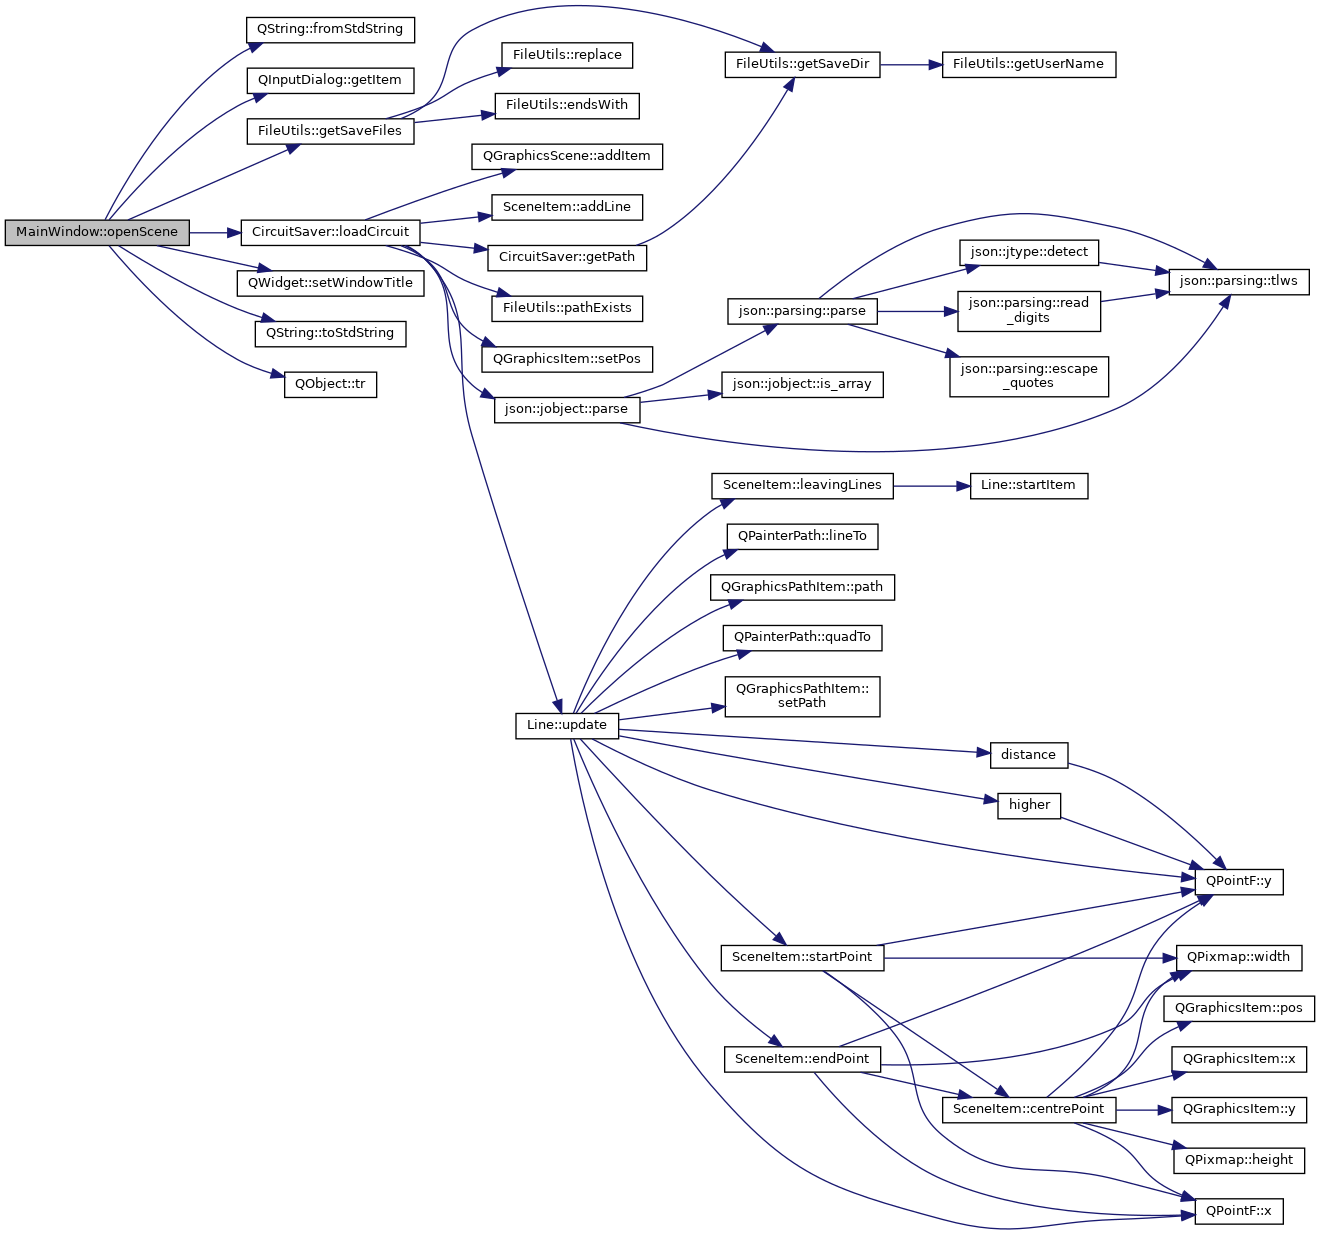 MainWindow::openScene
QString::fromStdString
QInputDialog::getItem
FileUtils::getSaveFiles
CircuitSaver::loadCircuit
QWidget::setWindowTitle
QString::toStdString
QObject::tr
FileUtils::replace
FileUtils::endsWith
QGraphicsScene::addItem
SceneItem::addLine
CircuitSaver::getPath
FileUtils::pathExists
QGraphicsItem::setPos
json::jobject::parse
Line::update
FileUtils::getSaveDir
FileUtils::getUserName
json::parsing::parse
json::jobject::is_array
json::jtype::detect
json::parsing::read
_digits
json::parsing::escape
_quotes
json::parsing::tlws
SceneItem::leavingLines
Line::startItem
QPainterPath::lineTo
QGraphicsPathItem::path
QPainterPath::quadTo
QGraphicsPathItem::
setPath
distance
higher
SceneItem::startPoint
SceneItem::endPoint
SceneItem::centrePoint
QPointF::y
QPixmap::width
QGraphicsItem::pos
QGraphicsItem::x
QGraphicsItem::y
QPixmap::height
QPointF::x